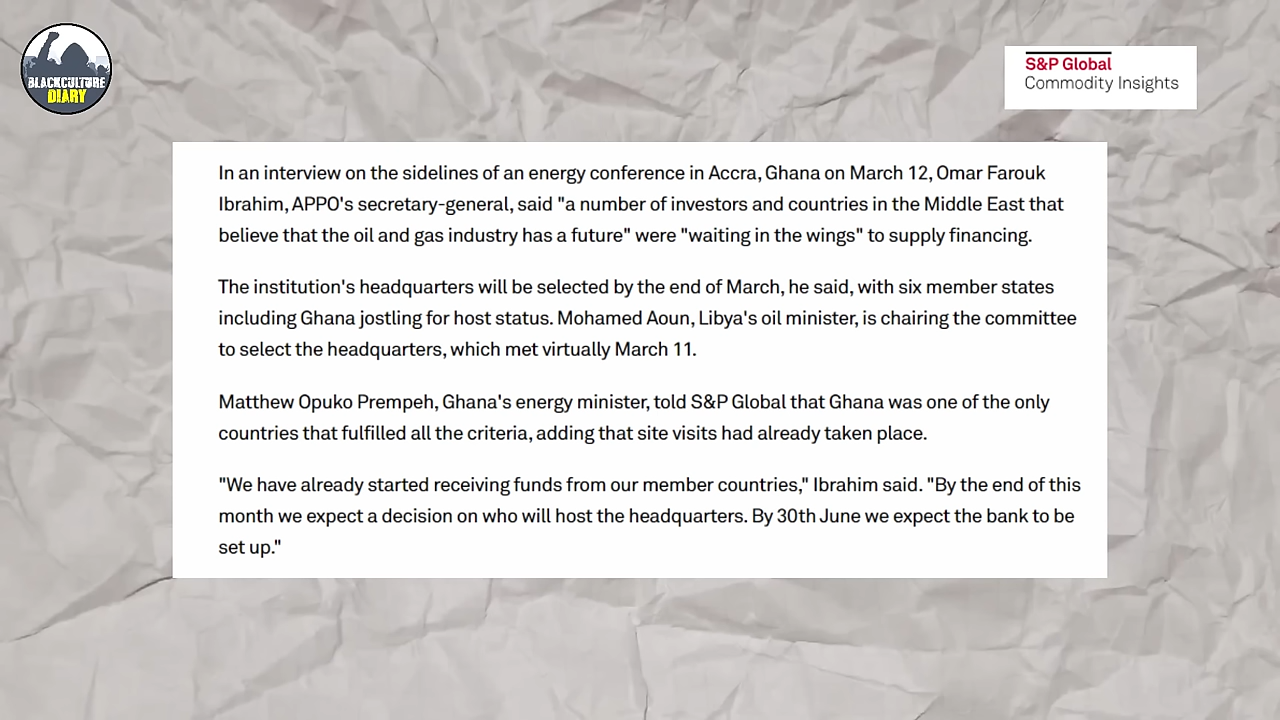 BLACKCULTURE
DIARY
S&P Global
Commodity Insights
In an interview on the sidelines of an energy conference in Accra, Ghana on March 12, Omar Farouk
Ibrahim, APPO's secretary-general, said "a number of investors and countries in the Middle East that
believe that the oil and gas industry has a future" were "waiting in the wings" to supply financing.
The institution's headquarters will be selected by the end of March, he said, with six member states
including Ghana jostling for host status. Mohamed Aoun, Libya's oil minister, is chairing the committee
to select the headquarters, which met virtually March 11.
Matthew Opuko Prempeh, Ghana's energy minister, told S&P Global that Ghana was one of the only
countries that fulfilled all the criteria, adding that site visits had already taken place.
"We have already started receiving funds from our member countries," Ibrahim said. "By the end of this
month we expect a decision on who will host the headquarters. By 30th June we expect the bank to be
set up."